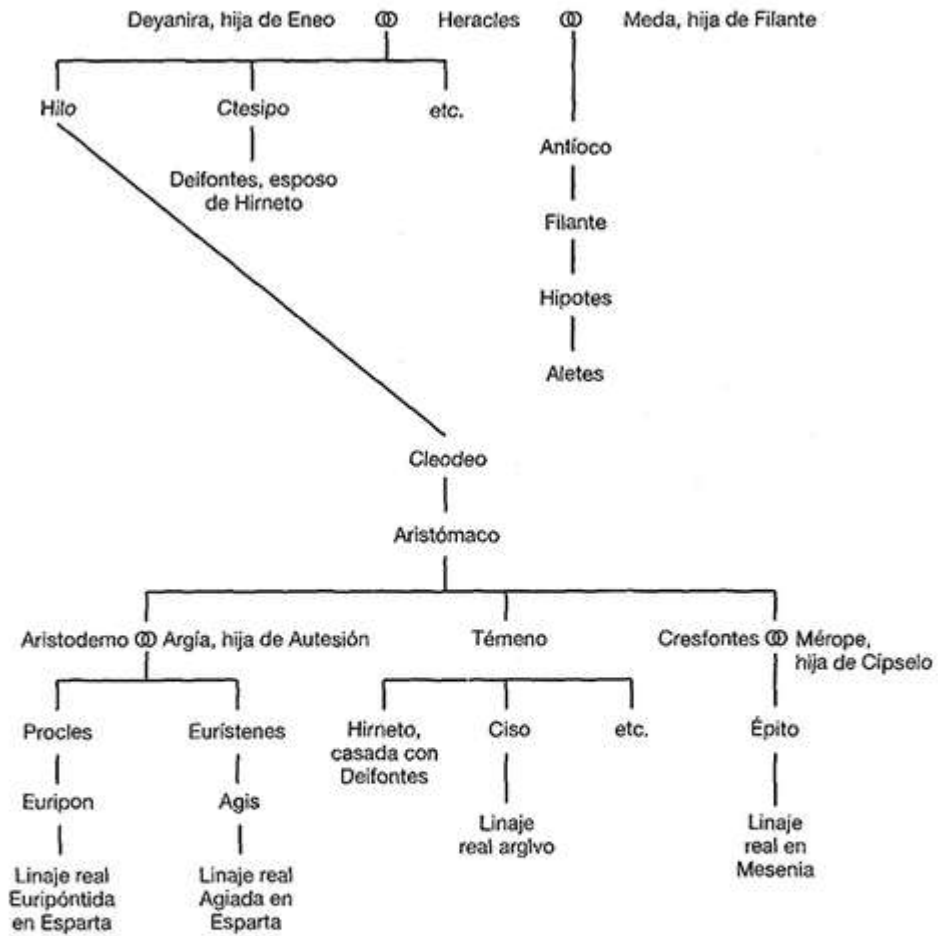 Deyanira, hija de Eneo
Heracles
Meda, hija de Filante
Hilo
Ctesipo
etc.
Antíoco
Deifontes, esposo
de Hirneto
Filante
Hipotes
Aletes
Cleodeo
Aristómaco
Aristodemo
Argía, hija de Autesión
Témeno
Cresfontes
Mérope,
hija de Cípselo
Procles
Eurístenes
Hirneto,
casada con
Deifontes
Ciso
etc.
Épito
Euripon
Agis
Linaje
real argivo
Linaje
real en
Mesenia
Linaje real
Euripóntida
en Esparta
Linaje real
Agiada en
Esparta